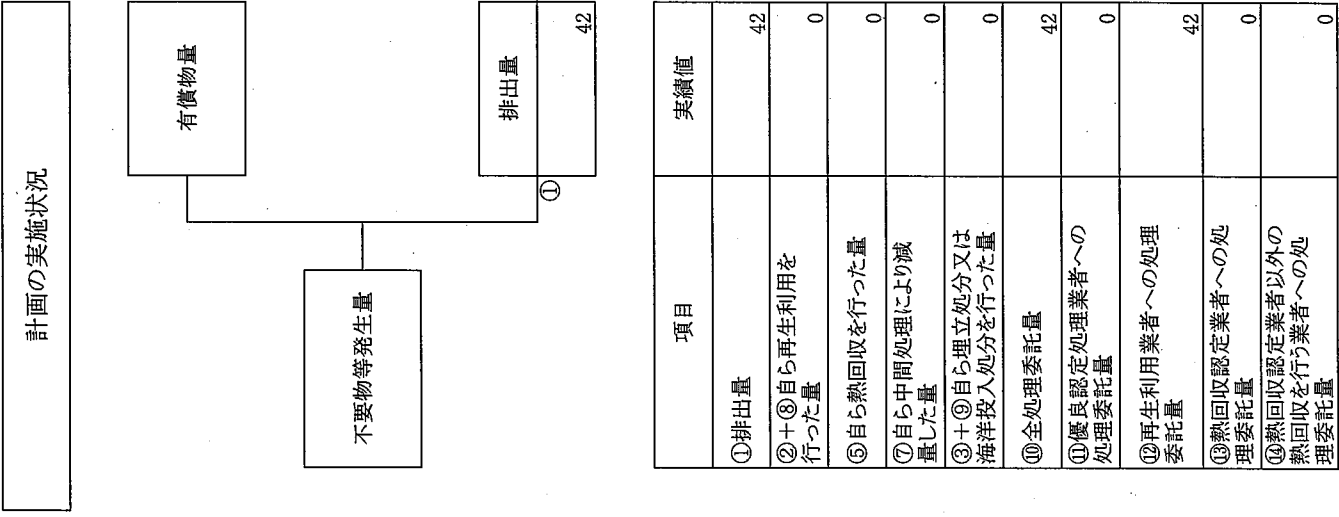 計画の実施状況
有償物量
不要物等発生量
排出量
①
42
項目 実績値
①排出量 42
②+⑧自ら再生利用を
行った量 0
⑤自ら熱回収を行った量 0
⑦自ら中間処理により減
量した量 0
③+⑨自ら埋立処分又は
海洋投入処分を行った量 0
⑩全処理委託量 42
⑪優良認定処理業者への
処理委託量 0
⑫再生利用業者への処理
委託量 42
⑬熱回収認定業者への処
理委託量 0
⑭熱回収認定業者以外の
熱回収を行う業者への処
理委託量 0